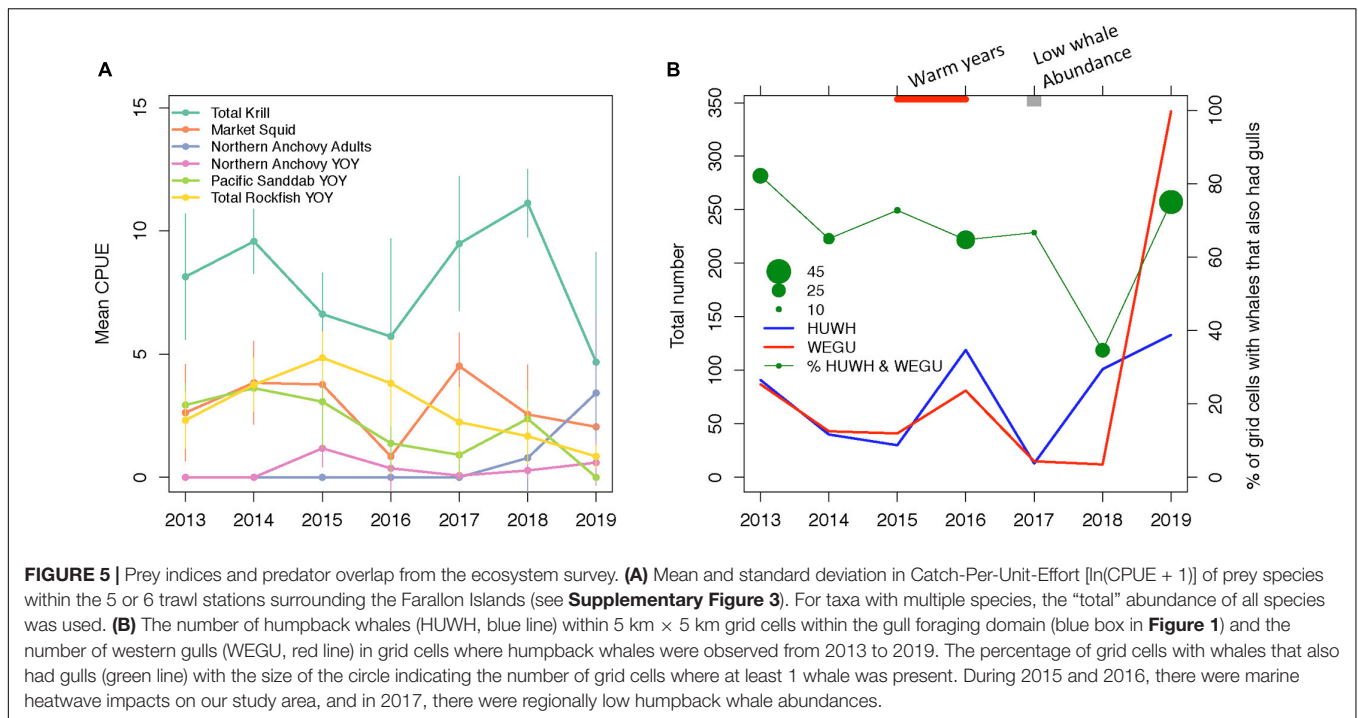 A
15
10
5
0
Mean CPUE
Total Krill
Market Squid
Northern Anchovy Adults
Northern Anchovy YOY
Pacific Sanddab YOY
Total Rockfish YOY
2013 2014 2015 2016 2017 2018 2019
B
Warm years
Low whale
Abundance
350
300
250
200
150
100
50
0
Total number
45
25
10
HUWH
WEGU
% HUWH & WEGU
100
80
60
40
20
0
% of grid cells with whales that also had gulls
2013 2014 2015 2016 2017 2018 2019
FIGURE 5 | Prey indices and predator overlap from the ecosystem survey. (A) Mean and standard deviation in Catch-Per-Unit-Effort [ln(CPUE + 1)] of prey species
within the 5 or 6 trawl stations surrounding the Farallon Islands (see Supplementary Figure 3). For taxa with multiple species, the “total” abundance of all species
was used. (B) The number of humpback whales (HUWH, blue line) within 5 km × 5 km grid cells within the gull foraging domain (blue box in Figure 1) and the
number of western gulls (WEGU, red line) in grid cells where humpback whales were observed from 2013 to 2019. The percentage of grid cells with whales that also
had gulls (green line) with the size of the circle indicating the number of grid cells where at least 1 whale was present. During 2015 and 2016, there were marine
heatwave impacts on our study area, and in 2017, there were regionally low humpback whale abundances.